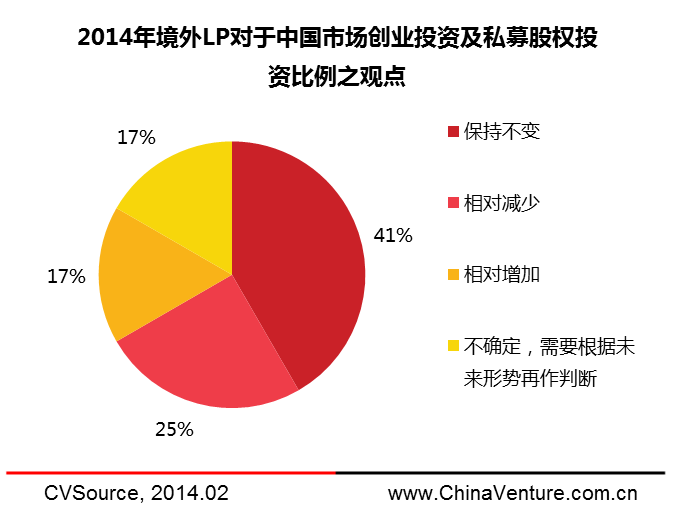 2014年境外LP对于中国市场创业投资及私募股权投
资比例之观点
17%
保持不变
相对减少
41%
相对增加
17%
不确定，需要根据未
来形势再作判断
25%
CVSource, 2014.02
www.ChinaVenture.com.cn